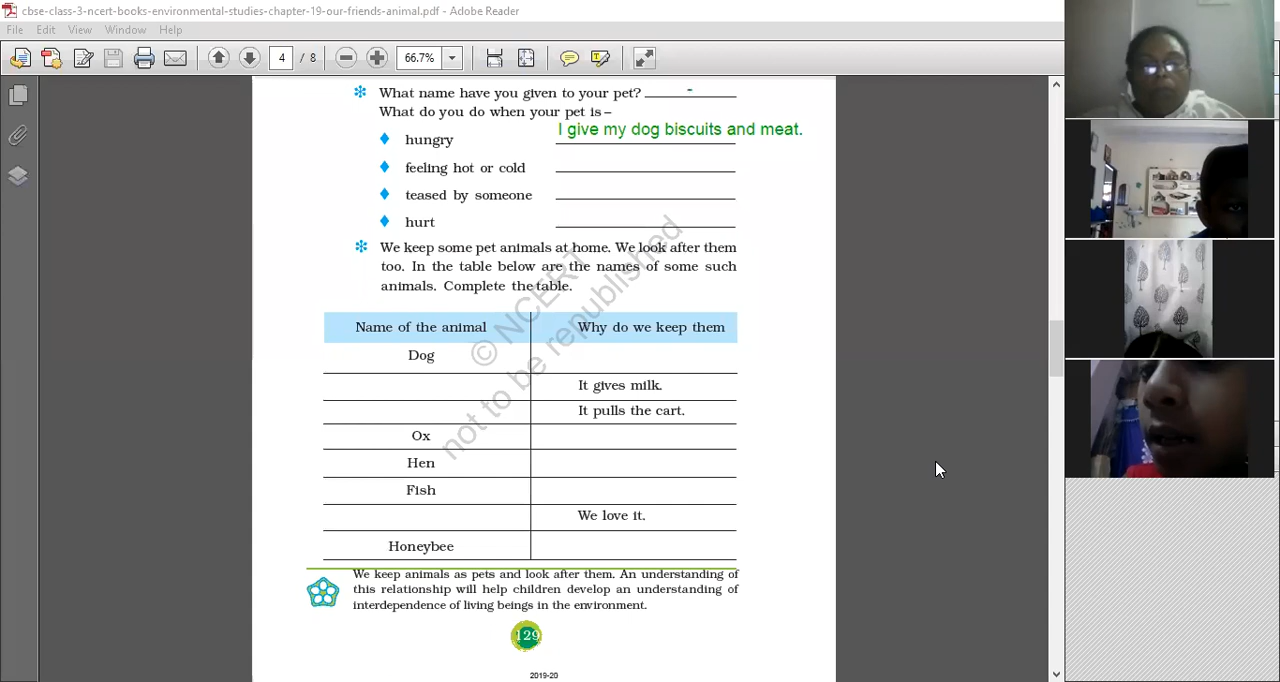 cbse-class-3-ncert-books-environmental-studies-chapter-19-our-friends-animal.pdf - Adobe Reader
File Edit View Window Help
4 / 8 66.7%
What name have you given to your pet? -
What do you do when your pet is –
hungry I give my dog biscuits and meat.
feeling hot or cold
teased by someone
hurt
We keep some pet animals at home. We look after them
too. In the table below are the names of some such
animals. Complete the table.
Name of the animal Why do we keep them
Dog
It gives milk.
It pulls the cart.
Ox
Hen
Fish
We love it.
Honeybee
© NCERT
not to be republished
We keep animals as pets and look after them. An understanding of
this relationship will help children develop an understanding of
interdependence of living beings in the environment.
129
2019-20